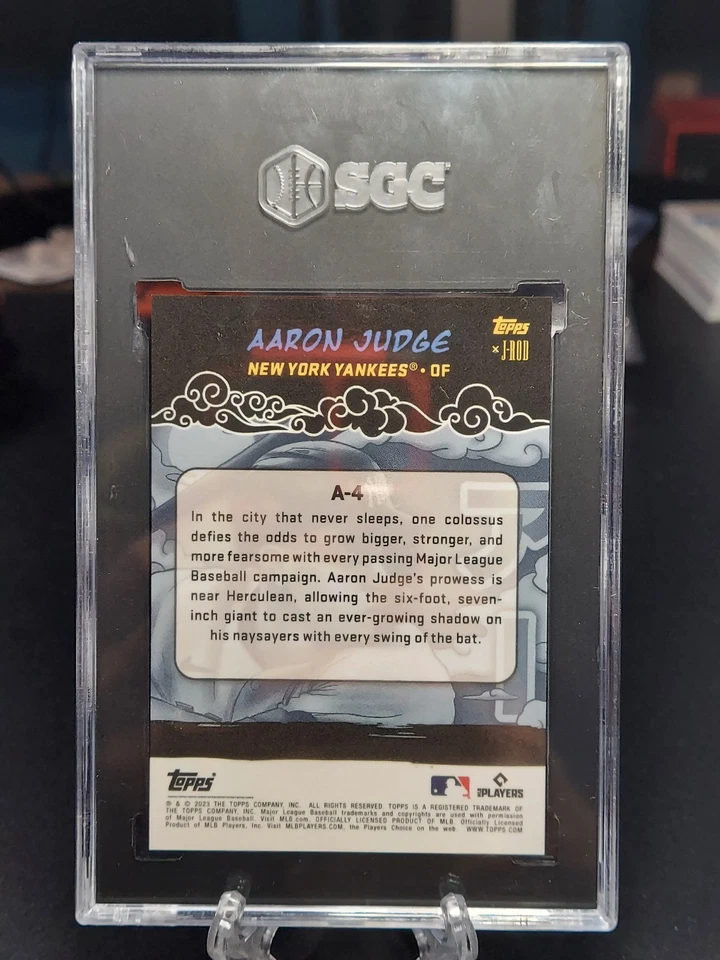 SGC
AARON JUDGE
NEW YORK YANKEES® • OF
Topps
× J-ROD
A-4
In the city that never sleeps, one colossus
defies the odds to grow bigger, stronger, and
more fearsome with every passing Major League
Baseball campaign. Aaron Judge's prowess is
near Herculean, allowing the six-foot, seven-
inch giant to cast an ever-growing shadow on
his naysayers with every swing of the bat.
Topps
PLAYERS
® & © 2023 THE TOPPS COMPANY, INC. ALL RIGHTS RESERVED. TOPPS IS A REGISTERED TRADEMARK OF
THE TOPPS COMPANY, INC. Major League Baseball trademarks and copyrights are used with permission
of Major League Baseball. Visit MLB.com. OFFICIALLY LICENSED PRODUCT OF MLB. Officially Licensed
Product of MLB Players, Inc. Visit MLBPLAYERS.COM, the Players Choice on the web. WWW.TOPPS.COM